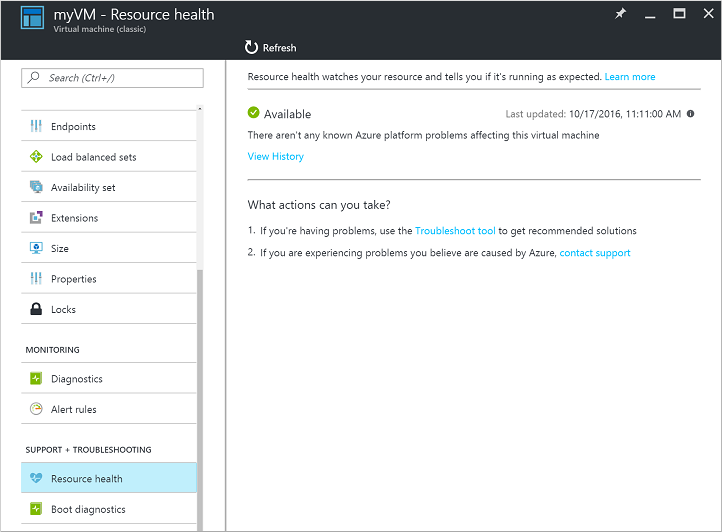 myVM - Resource health
Virtual machine (classic)
Refresh
Search (Ctrl+/)
Endpoints
Load balanced sets
Availability set
Extensions
Size
Properties
Locks
MONITORING
Diagnostics
Alert rules
SUPPORT + TROUBLESHOOTING
Resource health
Boot diagnostics
Resource health watches your resource and tells you if it's running as expected. Learn more
Available
Last updated: 10/17/2016, 11:11:00 AM
There aren't any known Azure platform problems affecting this virtual machine
View History
What actions can you take?
1. If you're having problems, use the Troubleshoot tool to get recommended solutions
2. If you are experiencing problems you believe are caused by Azure, contact support